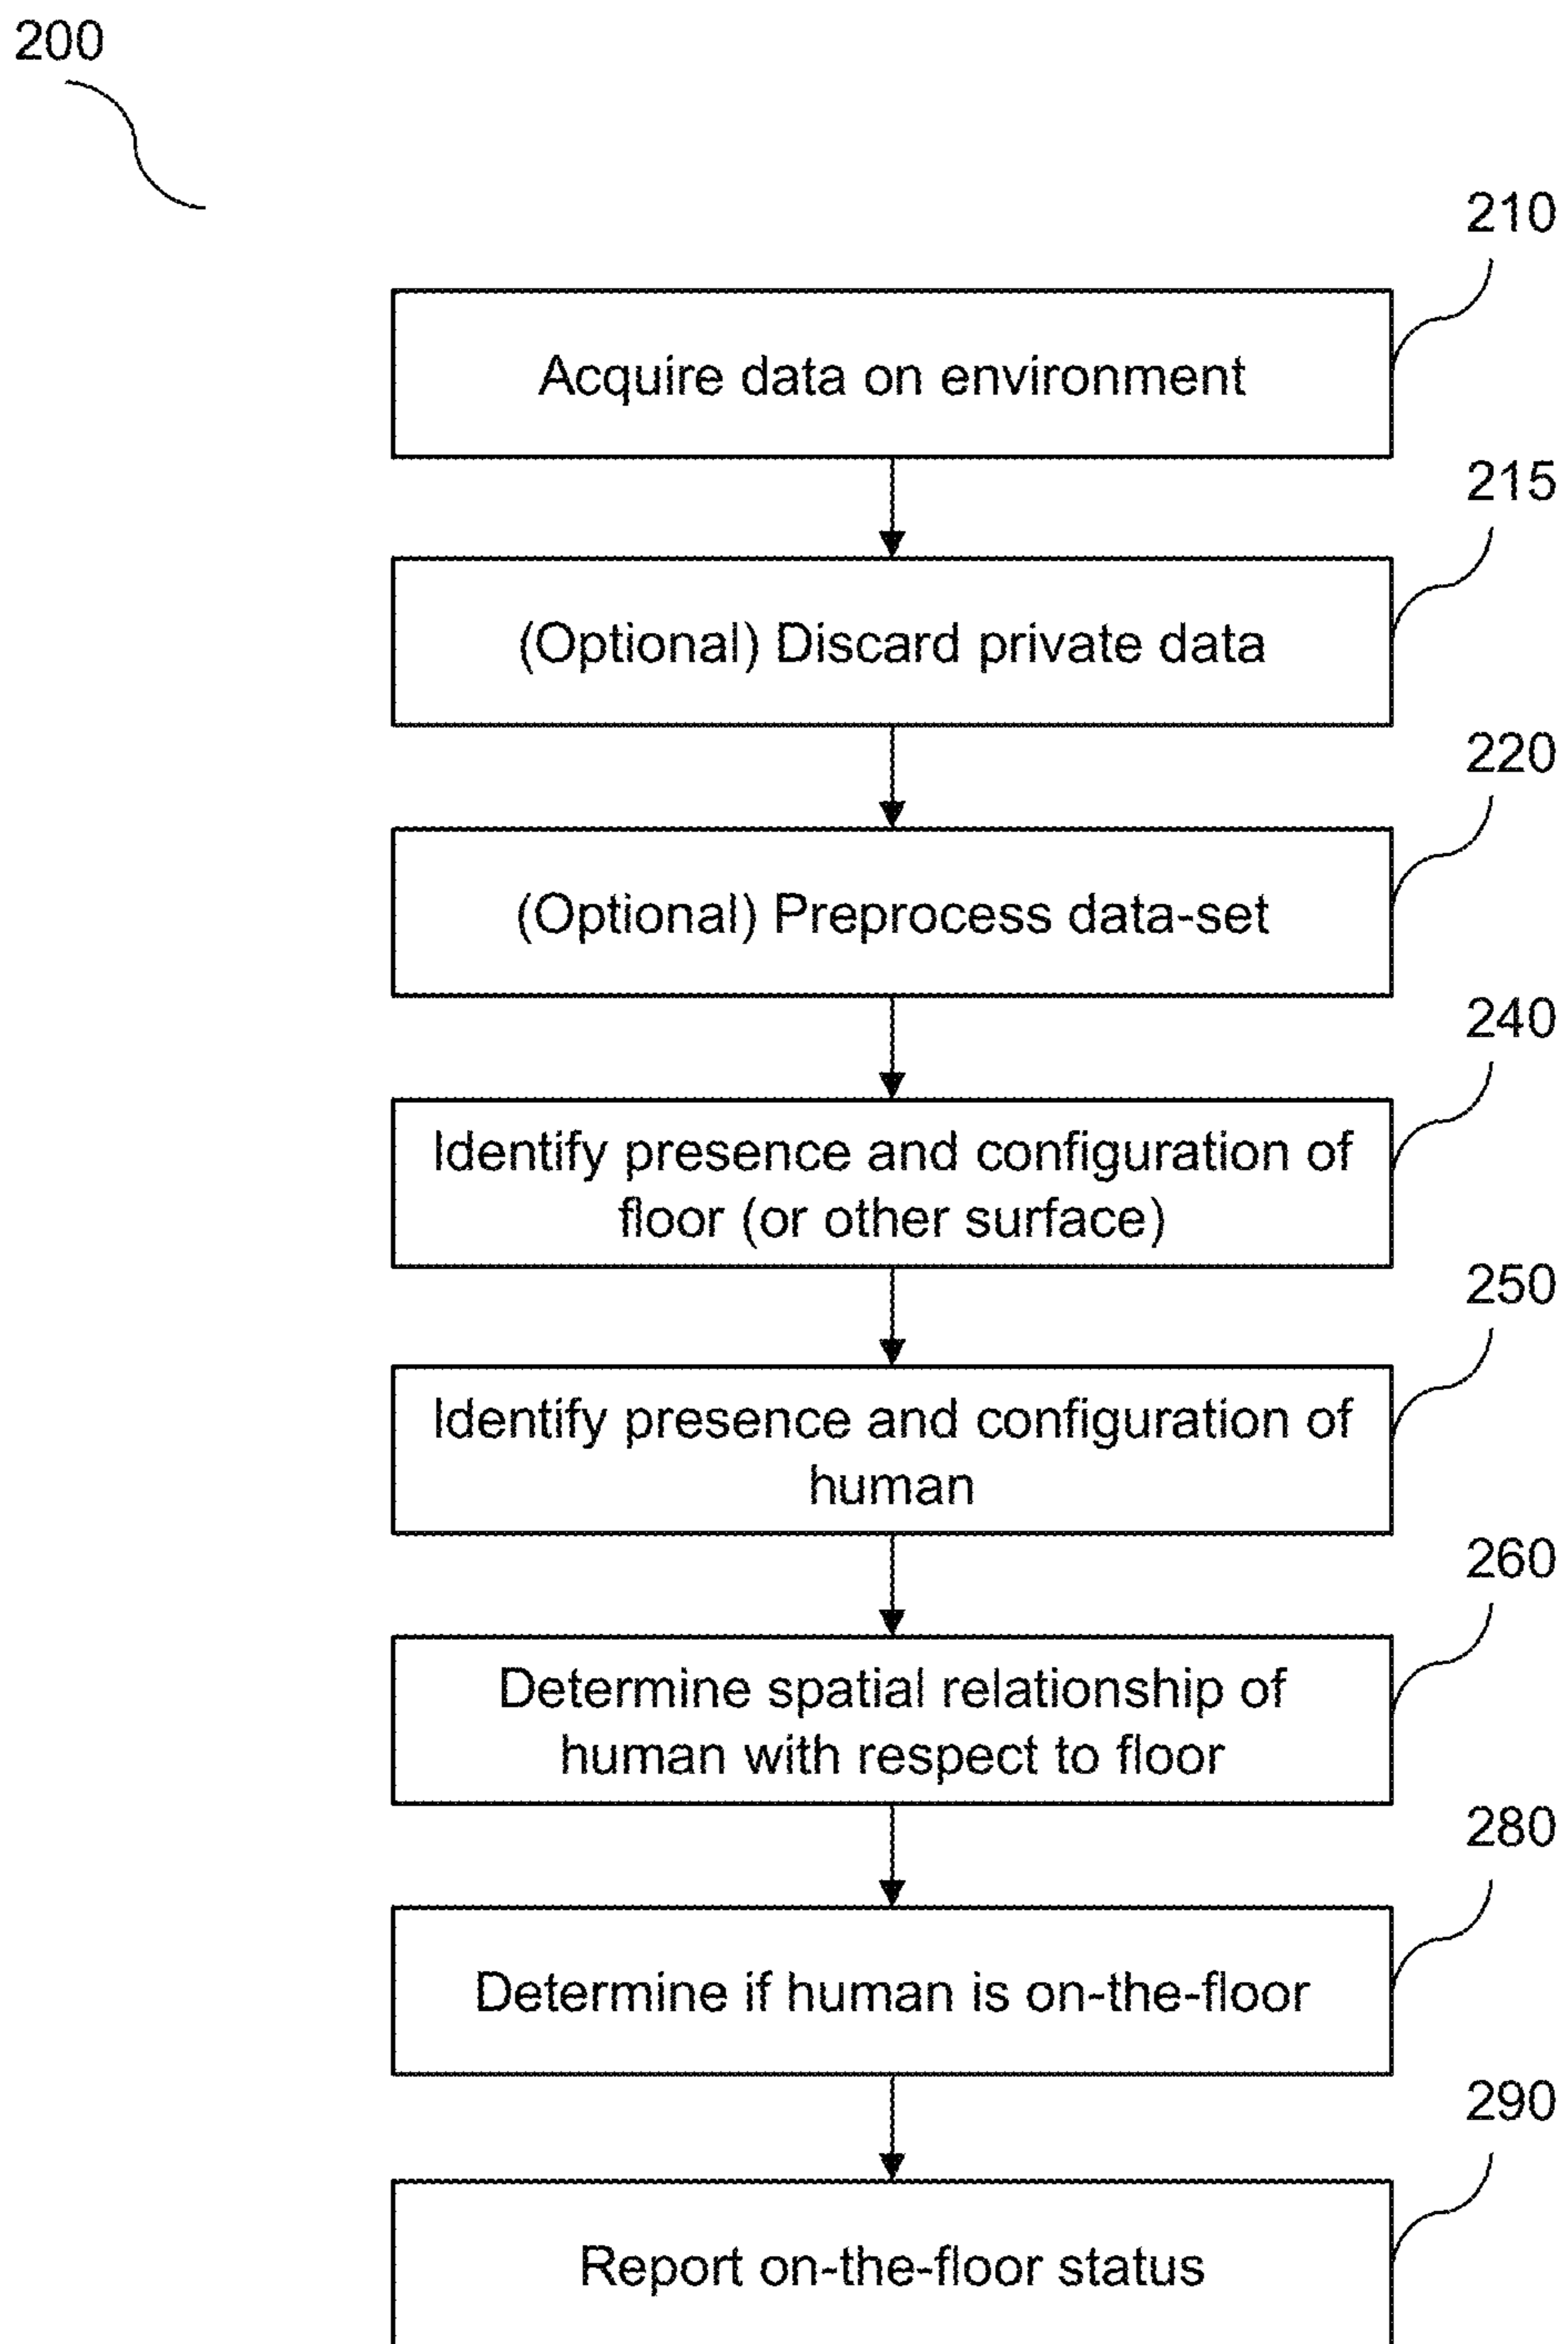 200
210
Acquire data on environment
215
(Optional) Discard private data
220
(Optional) Preprocess data-set
240
Identify presence and configuration of
floor (or other surface)
250
Identify presence and configuration of
human
260
Determine spatial relationship of
human with respect to floor
280
Determine if human is on-the-floor
290
Report on-the-floor status